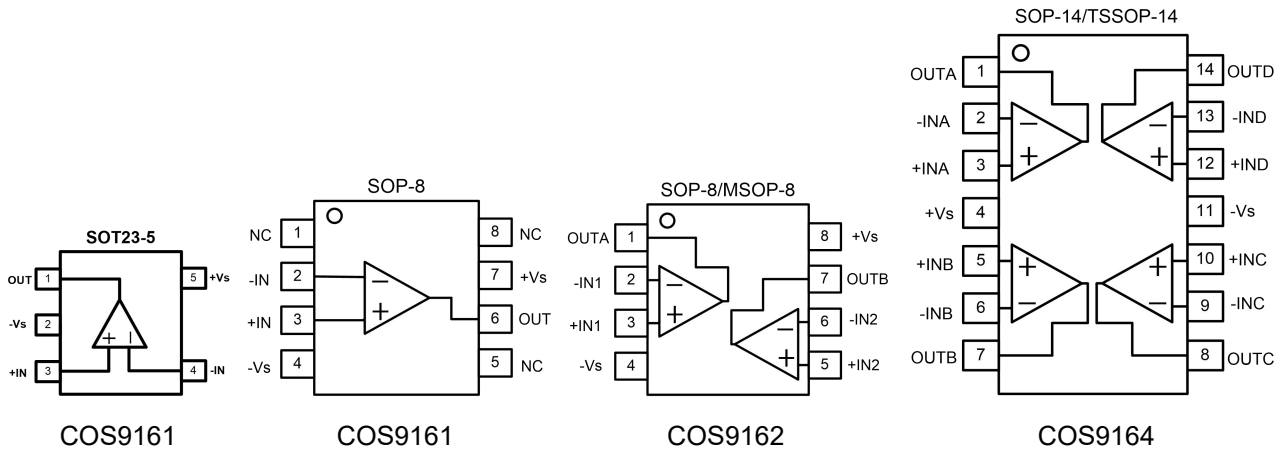 SOT23-5
OUT 1 5 +Vs
-Vs 2
+IN 3 4 -IN
+ −
COS9161
SOP-8
NC 1 8 NC
-IN 2 7 +Vs
+IN 3 6 OUT
-Vs 4 5 NC
−
+
COS9161
SOP-8/MSOP-8
OUTA 1 8 +Vs
-IN1 2 7 OUTB
+IN1 3 6 -IN2
-Vs 4 5 +IN2
− −
+ +
COS9162
SOP-14/TSSOP-14
OUTA 1 14 OUTD
-INA 2 − − 13 -IND
+INA 3 + + 12 +IND
+Vs 4 11 -Vs
+INB 5 + + 10 +INC
-INB 6 − − 9 -INC
OUTB 7 8 OUTC
COS9164